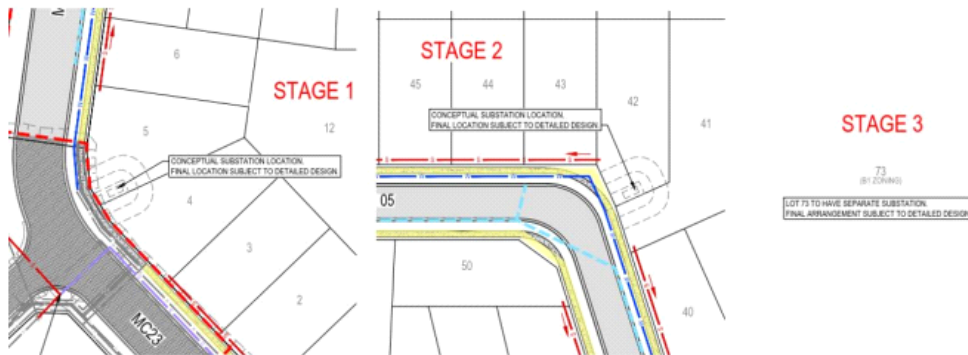 STAGE 1
6
5
12
CONCEPTUAL SUBSTATION LOCATION.
FINAL LOCATION SUBJECT TO DETAILED DESIGN
4
3
2
MC23
STAGE 2
45
44
43
42
41
CONCEPTUAL SUBSTATION LOCATION.
FINAL LOCATION SUBJECT TO DETAILED DESIGN
05
50
40
STAGE 3
73
(B1 ZONING)
LOT 73 TO HAVE SEPARATE SUBSTATION.
FINAL ARRANGEMENT SUBJECT TO DETAILED DESIGN